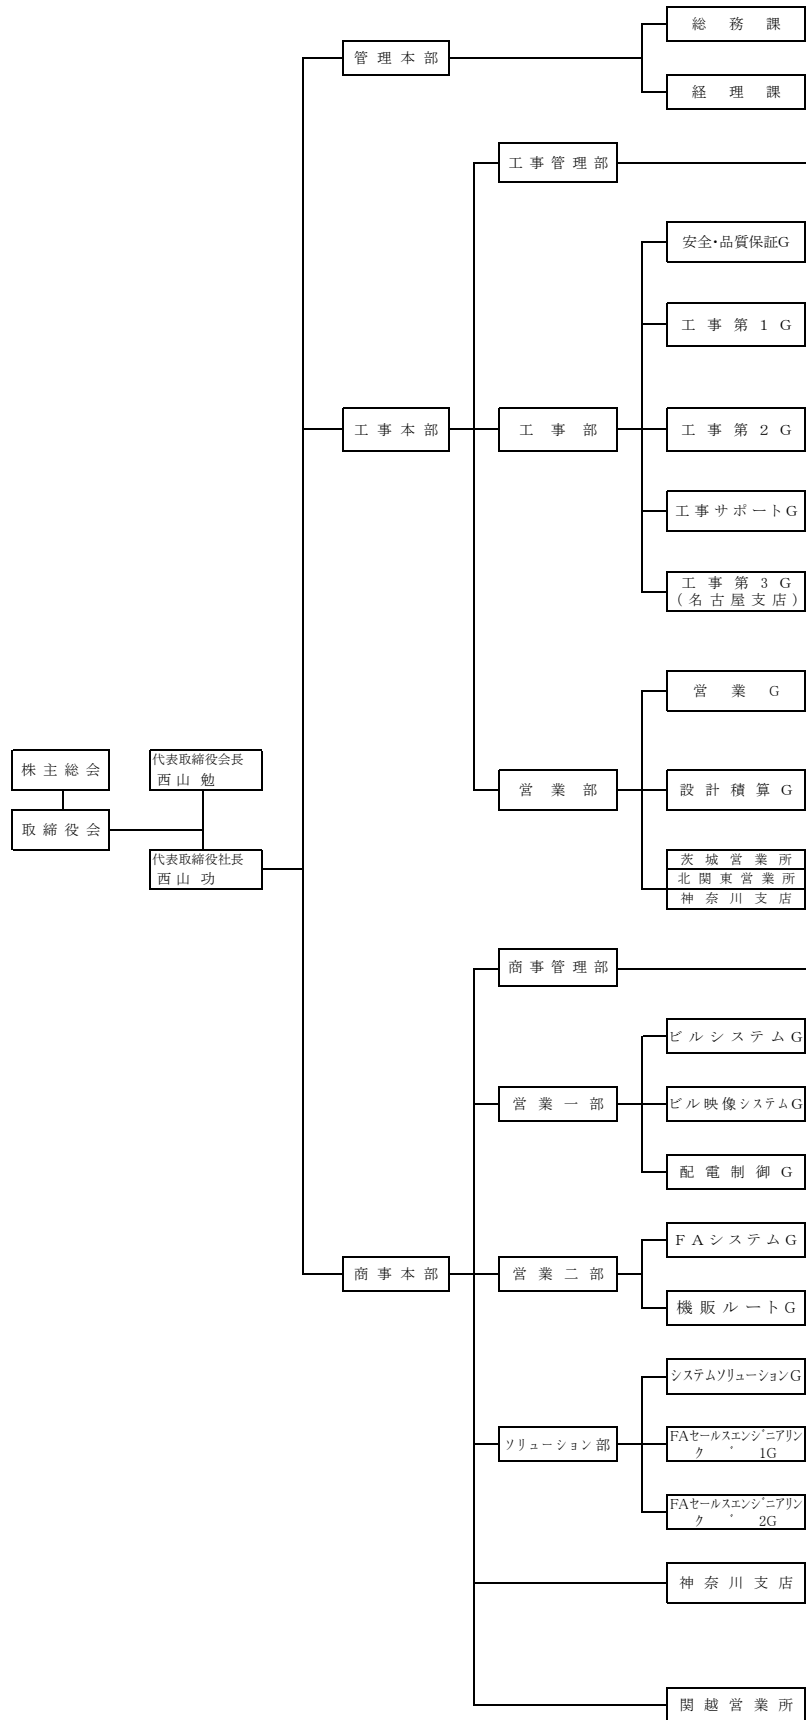 総務課
管理本部
経理課
工事管理部
安全・品質保証G
工事第1G
工事本部
工事部
工事第2G
工事サポートG
工事第3G
(名古屋支店)
営業G
株主総会
代表取締役会長
西山 勉
営業部
設計積算G
取締役会
代表取締役社長
西山 功
茨城営業所
北関東営業所
神奈川支店
商事管理部
ビルシステムG
営業一部
ビル映像システムG
配電制御G
FAシステムG
商事本部
営業二部
機販ルートG
システムソリューションG
ソリューション部
FAセールスエンジニアリン
グ 1G
FAセールスエンジニアリン
グ 2G
神奈川支店
関越営業所